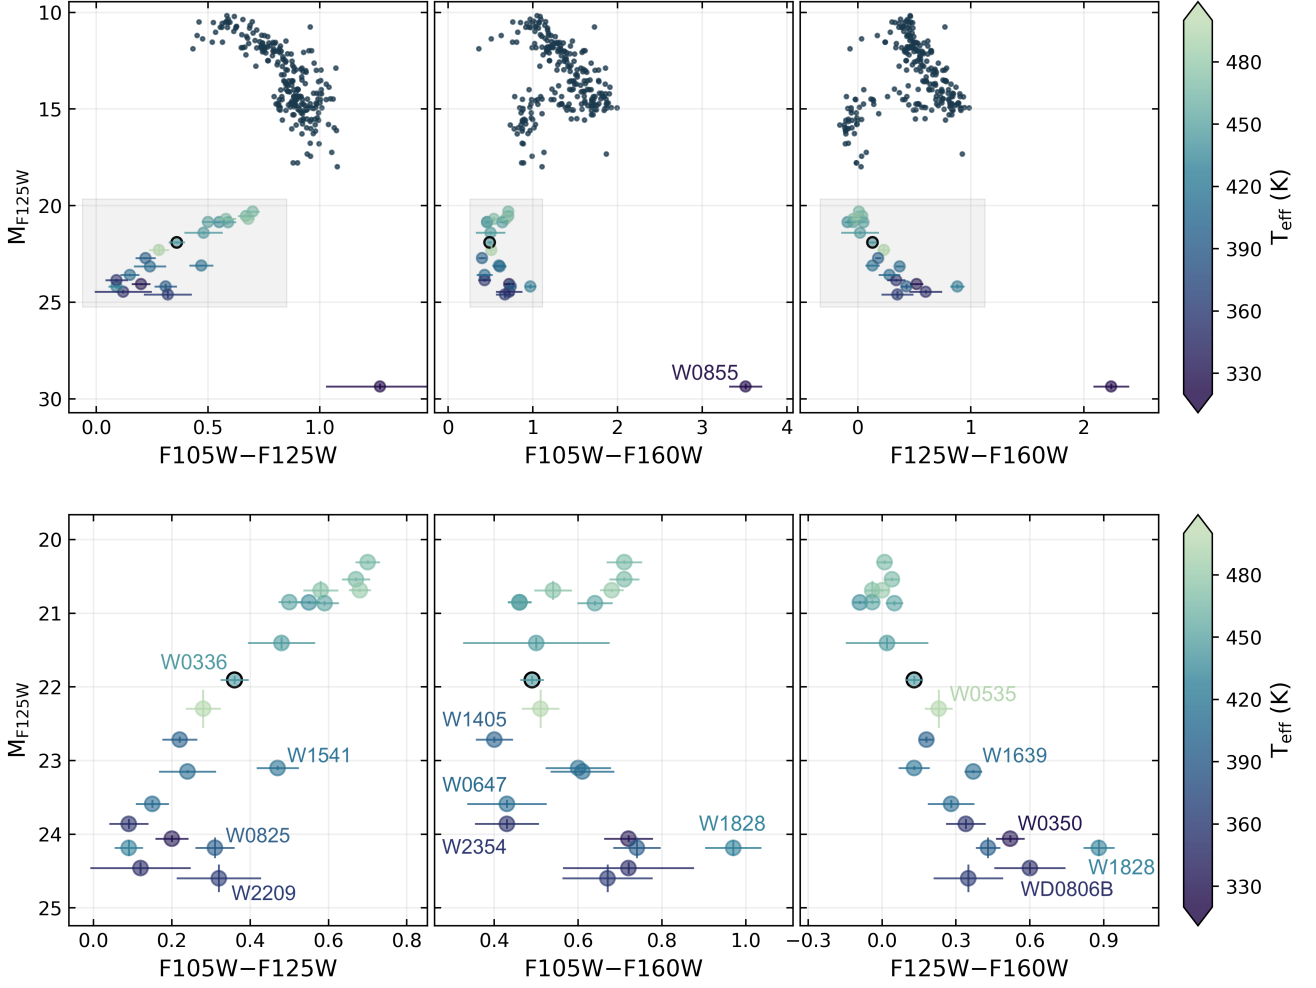 10
15
20
25
30
M_F125W
0.0 0.5 1.0
F105W−F125W
W0855
0 1 2 3 4
F105W−F160W
0 1 2
F125W−F160W
480
450
420
390
360
330
T_eff (K)
20
21
22
23
24
25
M_F125W
W0336
W1541
W0825
W2209
0.0 0.2 0.4 0.6 0.8
F105W−F125W
W1405
W0647
W2354
W1828
0.4 0.6 0.8 1.0
F105W−F160W
W0535
W1639
W0350
W1828
WD0806B
−0.3 0.0 0.3 0.6 0.9
F125W−F160W
480
450
420
390
360
330
T_eff (K)